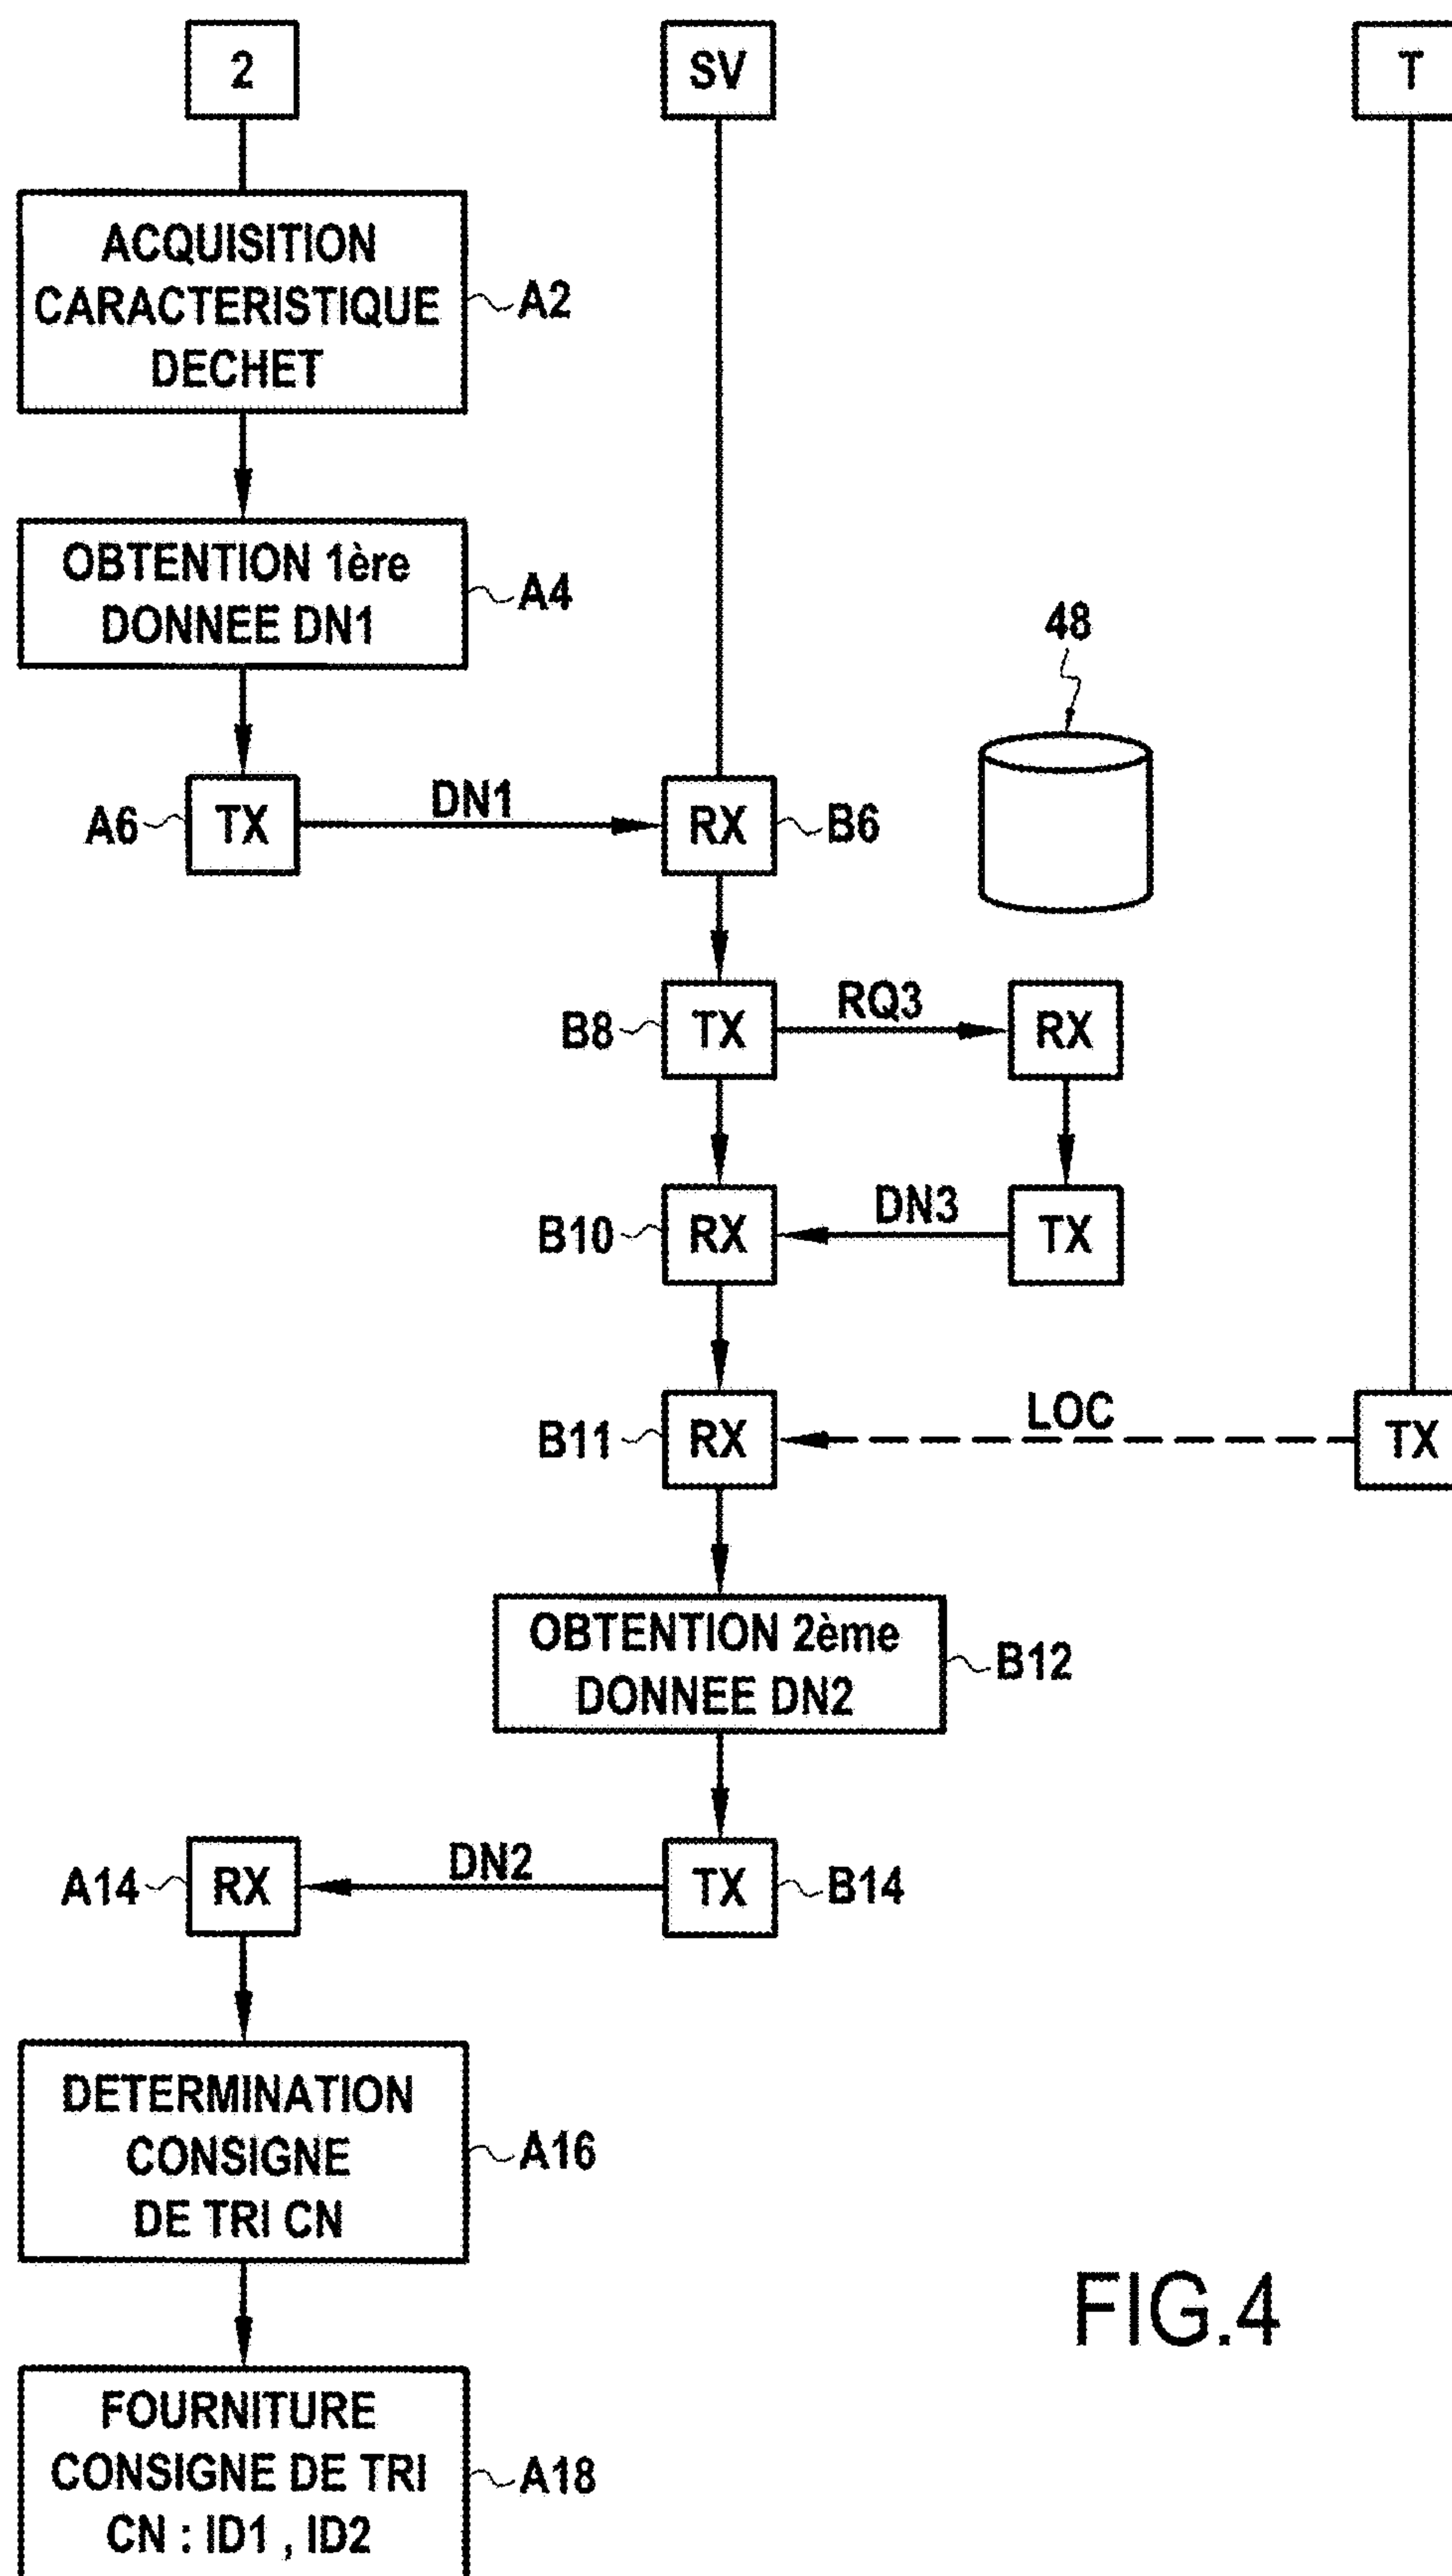 2
SV
T
ACQUISITION
CARACTERISTIQUE
DECHET
A2
OBTENTION 1ère
DONNEE DN1
A4
48
A6
TX
DN1
RX
B6
B8
TX
RQ3
RX
B10
RX
DN3
TX
B11
RX
LOC
TX
OBTENTION 2ème
DONNEE DN2
B12
A14
RX
DN2
TX
B14
DETERMINATION
CONSIGNE
DE TRI CN
A16
FIG.4
FOURNITURE
CONSIGNE DE TRI
CN : ID1 , ID2
A18